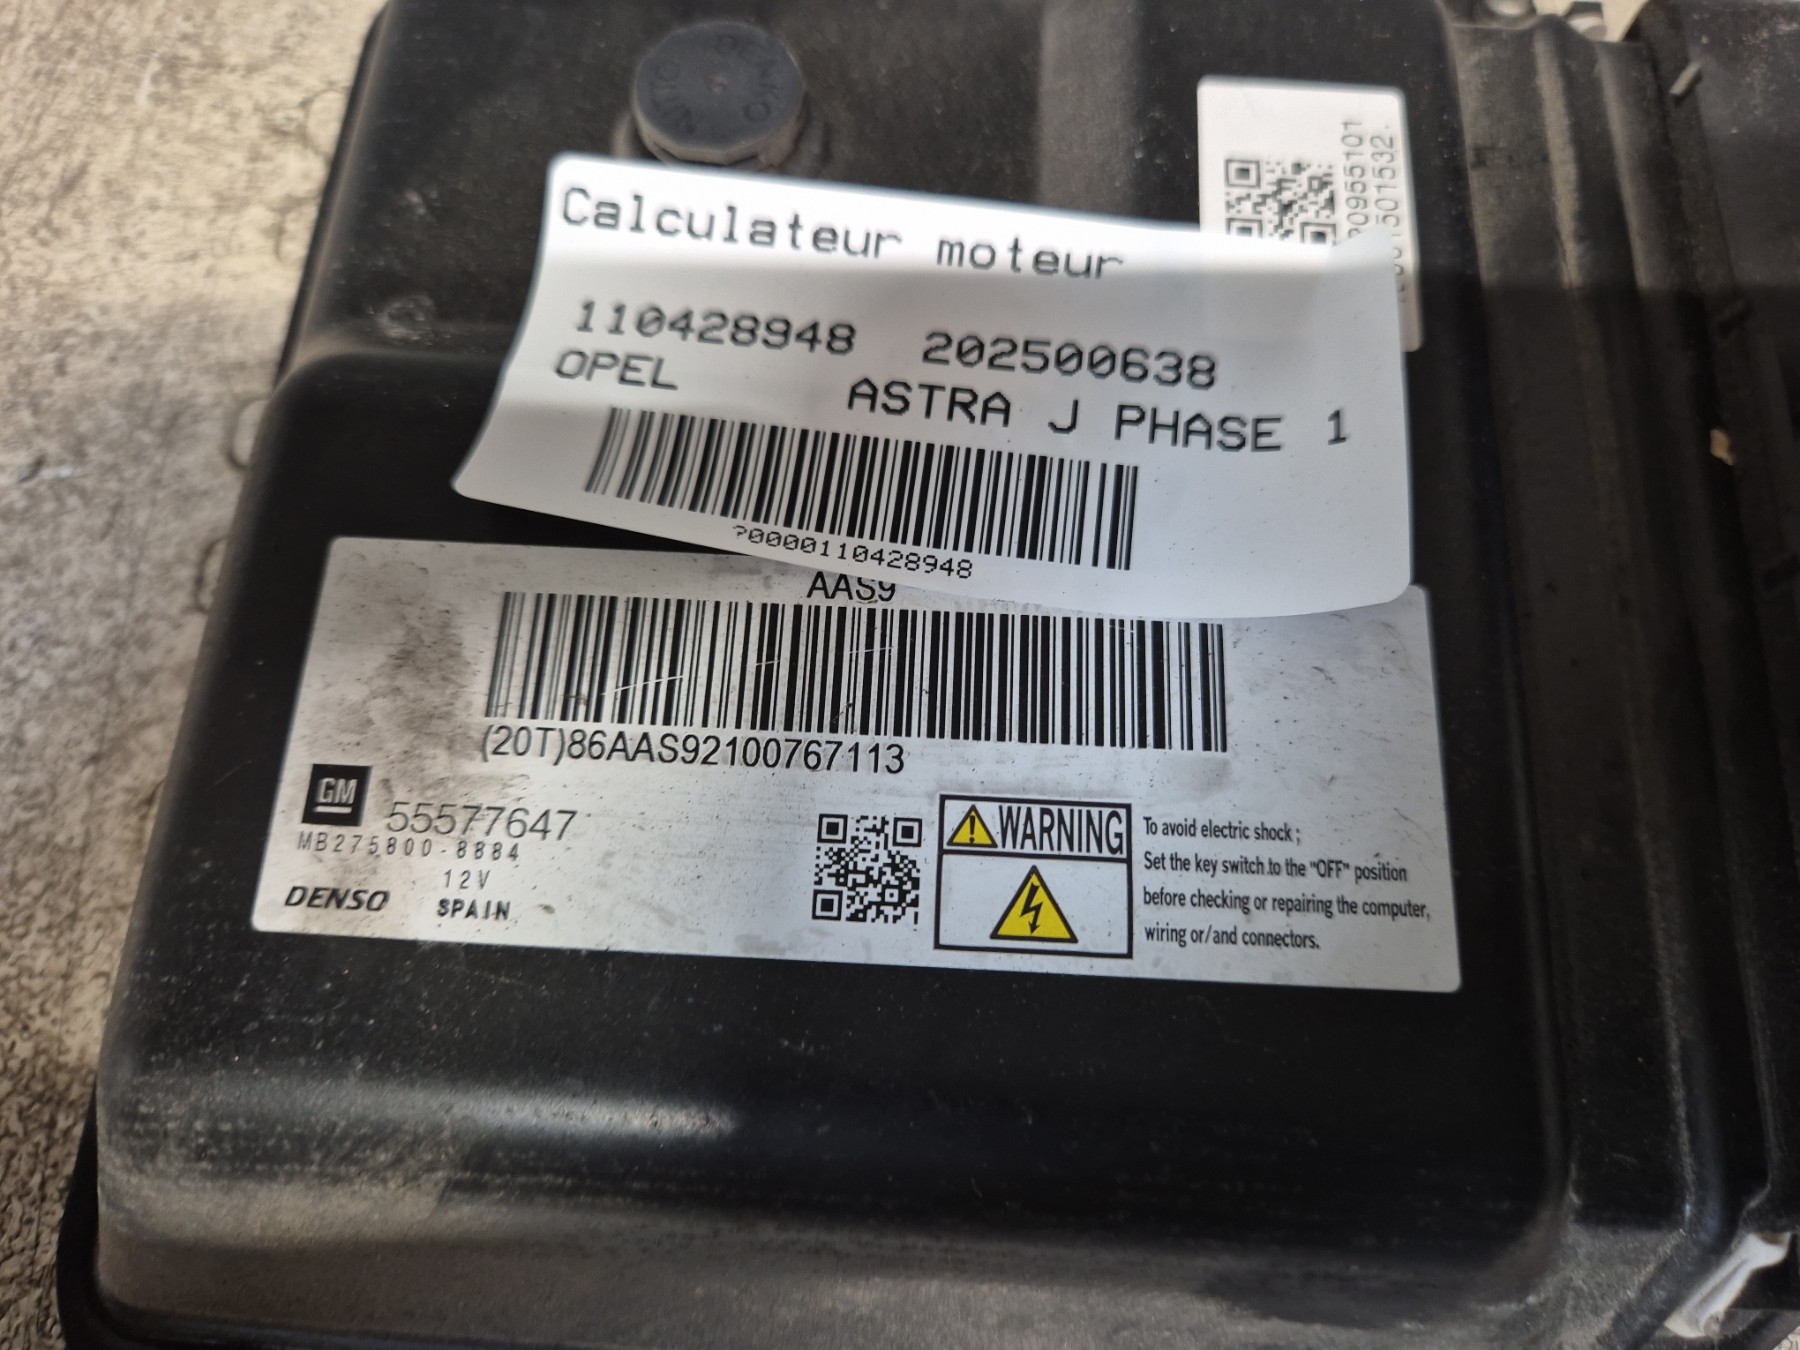 DENSO
Calculateur moteur
110428948 202500638
OPEL ASTRA J PHASE 1
?0000110428948
AAS9
(20T)86AAS92100767113
GM 55577647
MB275800-8884
12V
DENSO SPAIN
WARNING
To avoid electric shock ;
Set the key switch to the "OFF" position
before checking or repairing the computer,
wiring or/and connectors.